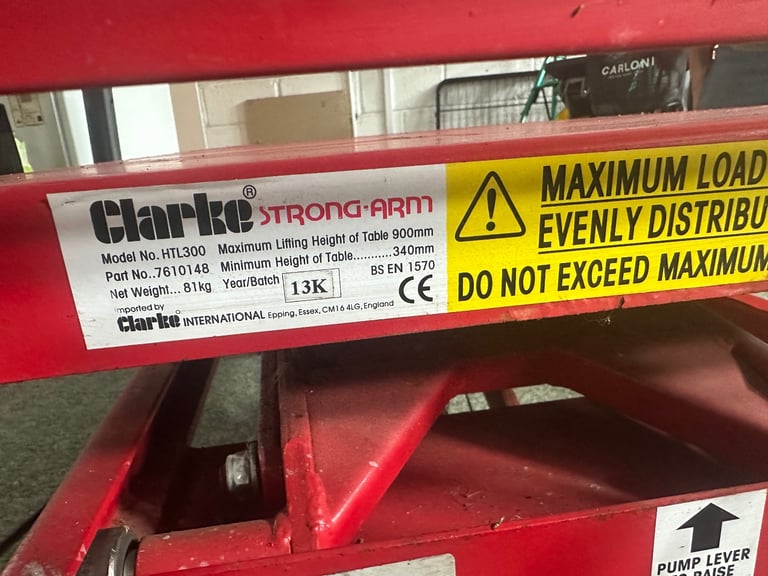 CARLONI
Clarke® STRONG-ARM
Model No. HTL300 Maximum Lifting Height of Table 900mm
Part No..7610148 Minimum Height of Table...........340mm
Net Weight... 81kg Year/Batch 13K BS EN 1570
CE
Imported by
Clarke INTERNATIONAL Epping, Essex, CM16 4LG, England
MAXIMUM LOAD
EVENLY DISTRIBU
DO NOT EXCEED MAXIMUM
PUMP LEVER
RAISE